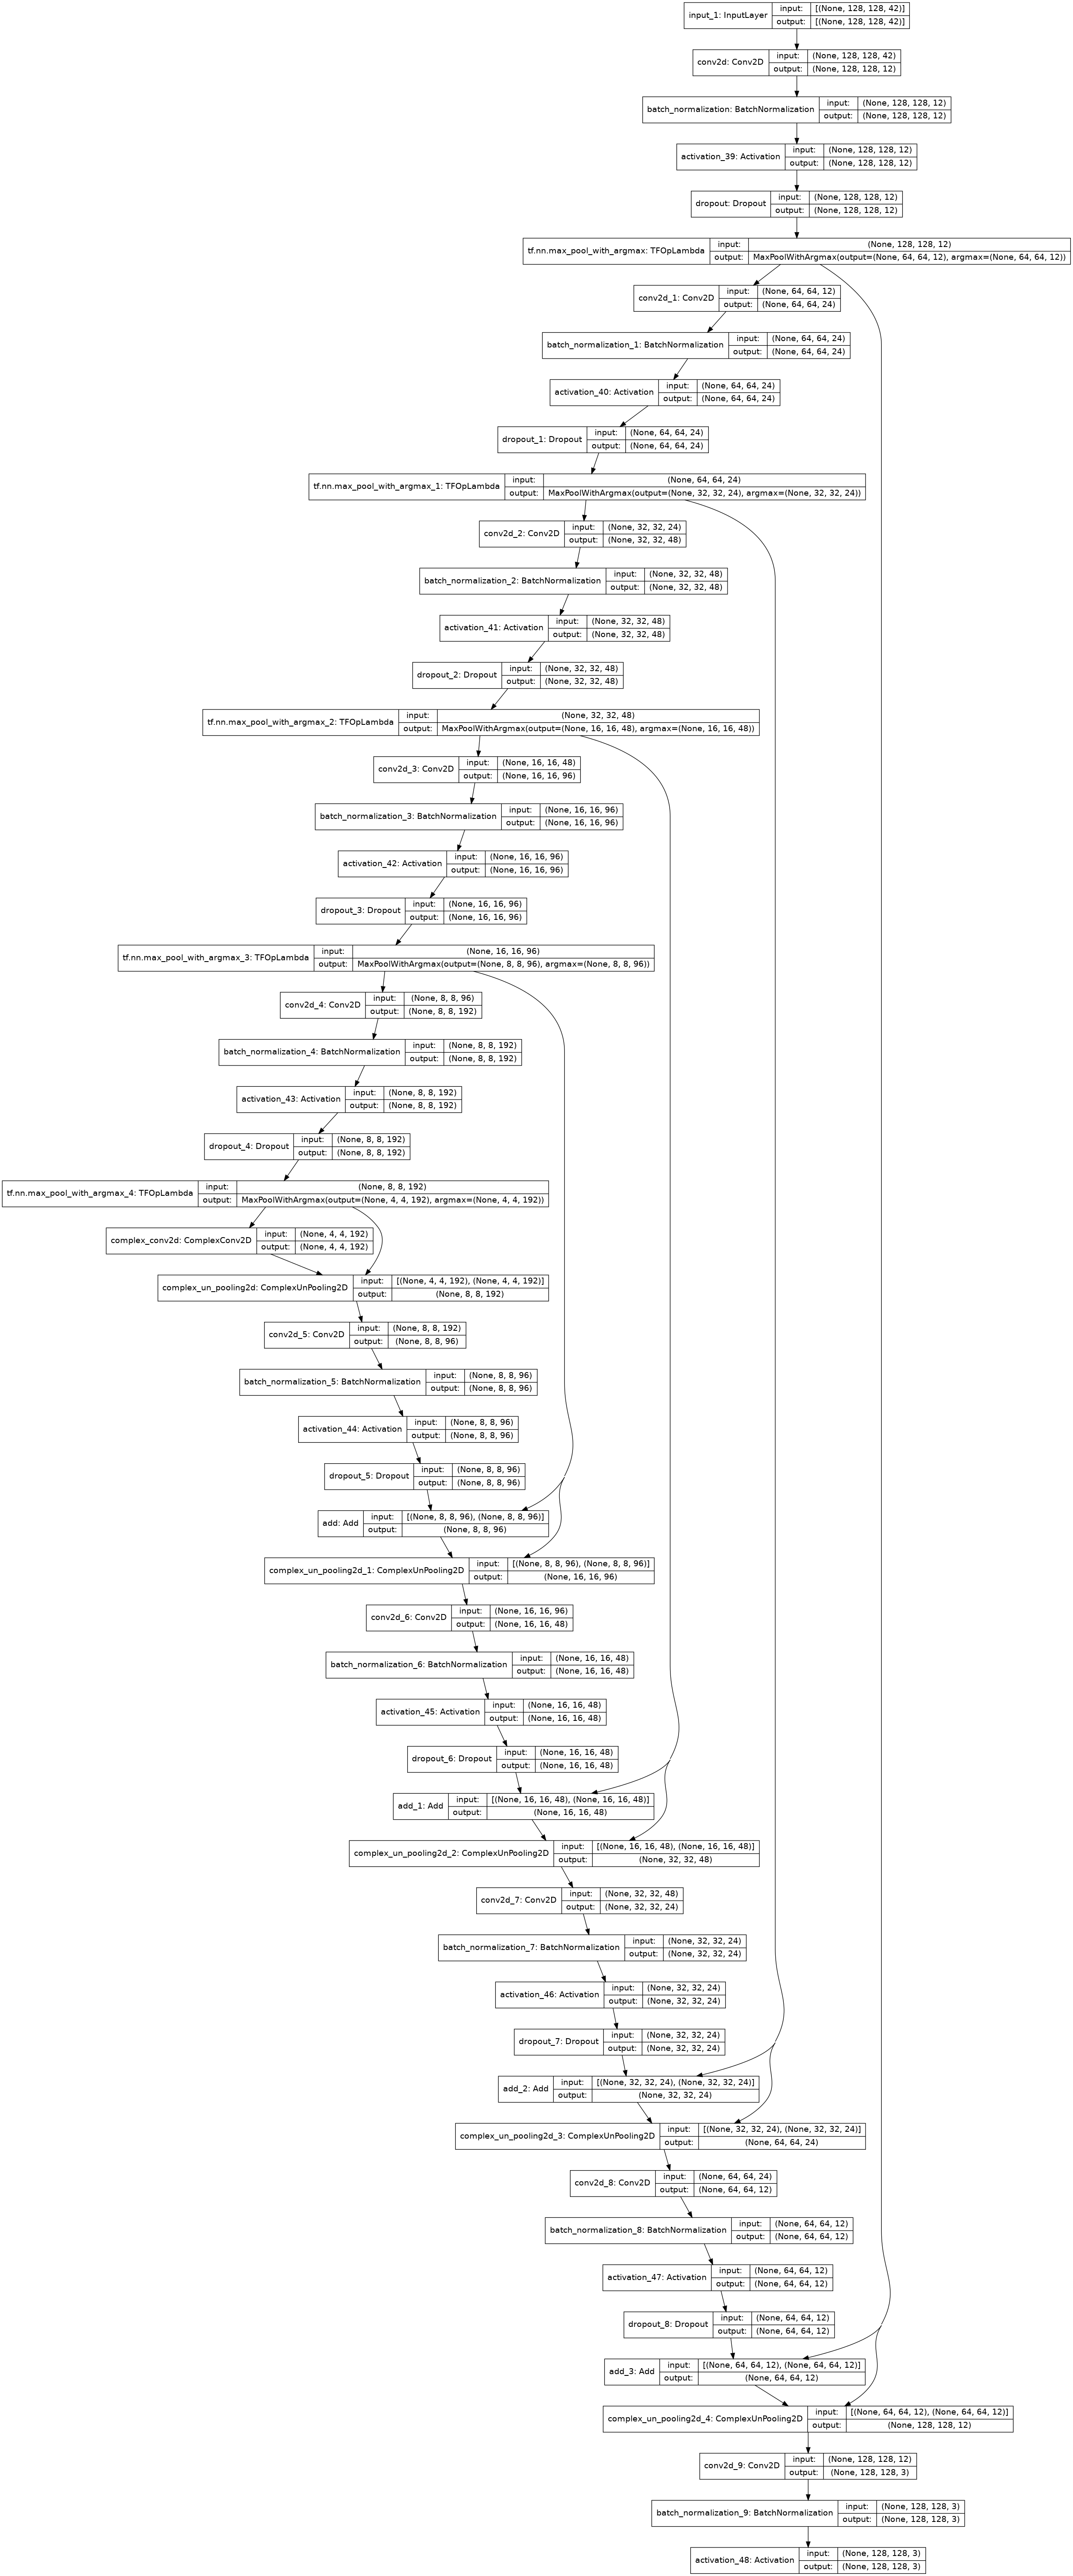 input_1: InputLayer
input: [(None, 128, 128, 42)]
output: [(None, 128, 128, 42)]
conv2d: Conv2D
input: (None, 128, 128, 42)
output: (None, 128, 128, 12)
batch_normalization: BatchNormalization
input: (None, 128, 128, 12)
output: (None, 128, 128, 12)
activation_39: Activation
input: (None, 128, 128, 12)
output: (None, 128, 128, 12)
dropout: Dropout
input: (None, 128, 128, 12)
output: (None, 128, 128, 12)
tf.nn.max_pool_with_argmax: TFOpLambda
input: (None, 128, 128, 12)
output: MaxPoolWithArgmax(output=(None, 64, 64, 12), argmax=(None, 64, 64, 12))
conv2d_1: Conv2D
input: (None, 64, 64, 12)
output: (None, 64, 64, 24)
batch_normalization_1: BatchNormalization
input: (None, 64, 64, 24)
output: (None, 64, 64, 24)
activation_40: Activation
input: (None, 64, 64, 24)
output: (None, 64, 64, 24)
dropout_1: Dropout
input: (None, 64, 64, 24)
output: (None, 64, 64, 24)
tf.nn.max_pool_with_argmax_1: TFOpLambda
input: (None, 64, 64, 24)
output: MaxPoolWithArgmax(output=(None, 32, 32, 24), argmax=(None, 32, 32, 24))
conv2d_2: Conv2D
input: (None, 32, 32, 24)
output: (None, 32, 32, 48)
batch_normalization_2: BatchNormalization
input: (None, 32, 32, 48)
output: (None, 32, 32, 48)
activation_41: Activation
input: (None, 32, 32, 48)
output: (None, 32, 32, 48)
dropout_2: Dropout
input: (None, 32, 32, 48)
output: (None, 32, 32, 48)
tf.nn.max_pool_with_argmax_2: TFOpLambda
input: (None, 32, 32, 48)
output: MaxPoolWithArgmax(output=(None, 16, 16, 48), argmax=(None, 16, 16, 48))
conv2d_3: Conv2D
input: (None, 16, 16, 48)
output: (None, 16, 16, 96)
batch_normalization_3: BatchNormalization
input: (None, 16, 16, 96)
output: (None, 16, 16, 96)
activation_42: Activation
input: (None, 16, 16, 96)
output: (None, 16, 16, 96)
dropout_3: Dropout
input: (None, 16, 16, 96)
output: (None, 16, 16, 96)
tf.nn.max_pool_with_argmax_3: TFOpLambda
input: (None, 16, 16, 96)
output: MaxPoolWithArgmax(output=(None, 8, 8, 96), argmax=(None, 8, 8, 96))
conv2d_4: Conv2D
input: (None, 8, 8, 96)
output: (None, 8, 8, 192)
batch_normalization_4: BatchNormalization
input: (None, 8, 8, 192)
output: (None, 8, 8, 192)
activation_43: Activation
input: (None, 8, 8, 192)
output: (None, 8, 8, 192)
dropout_4: Dropout
input: (None, 8, 8, 192)
output: (None, 8, 8, 192)
tf.nn.max_pool_with_argmax_4: TFOpLambda
input: (None, 8, 8, 192)
output: MaxPoolWithArgmax(output=(None, 4, 4, 192), argmax=(None, 4, 4, 192))
complex_conv2d: ComplexConv2D
input: (None, 4, 4, 192)
output: (None, 4, 4, 192)
complex_un_pooling2d: ComplexUnPooling2D
input: [(None, 4, 4, 192), (None, 4, 4, 192)]
output: (None, 8, 8, 192)
conv2d_5: Conv2D
input: (None, 8, 8, 192)
output: (None, 8, 8, 96)
batch_normalization_5: BatchNormalization
input: (None, 8, 8, 96)
output: (None, 8, 8, 96)
activation_44: Activation
input: (None, 8, 8, 96)
output: (None, 8, 8, 96)
dropout_5: Dropout
input: (None, 8, 8, 96)
output: (None, 8, 8, 96)
add: Add
input: [(None, 8, 8, 96), (None, 8, 8, 96)]
output: (None, 8, 8, 96)
complex_un_pooling2d_1: ComplexUnPooling2D
input: [(None, 8, 8, 96), (None, 8, 8, 96)]
output: (None, 16, 16, 96)
conv2d_6: Conv2D
input: (None, 16, 16, 96)
output: (None, 16, 16, 48)
batch_normalization_6: BatchNormalization
input: (None, 16, 16, 48)
output: (None, 16, 16, 48)
activation_45: Activation
input: (None, 16, 16, 48)
output: (None, 16, 16, 48)
dropout_6: Dropout
input: (None, 16, 16, 48)
output: (None, 16, 16, 48)
add_1: Add
input: [(None, 16, 16, 48), (None, 16, 16, 48)]
output: (None, 16, 16, 48)
complex_un_pooling2d_2: ComplexUnPooling2D
input: [(None, 16, 16, 48), (None, 16, 16, 48)]
output: (None, 32, 32, 48)
conv2d_7: Conv2D
input: (None, 32, 32, 48)
output: (None, 32, 32, 24)
batch_normalization_7: BatchNormalization
input: (None, 32, 32, 24)
output: (None, 32, 32, 24)
activation_46: Activation
input: (None, 32, 32, 24)
output: (None, 32, 32, 24)
dropout_7: Dropout
input: (None, 32, 32, 24)
output: (None, 32, 32, 24)
add_2: Add
input: [(None, 32, 32, 24), (None, 32, 32, 24)]
output: (None, 32, 32, 24)
complex_un_pooling2d_3: ComplexUnPooling2D
input: [(None, 32, 32, 24), (None, 32, 32, 24)]
output: (None, 64, 64, 24)
conv2d_8: Conv2D
input: (None, 64, 64, 24)
output: (None, 64, 64, 12)
batch_normalization_8: BatchNormalization
input: (None, 64, 64, 12)
output: (None, 64, 64, 12)
activation_47: Activation
input: (None, 64, 64, 12)
output: (None, 64, 64, 12)
dropout_8: Dropout
input: (None, 64, 64, 12)
output: (None, 64, 64, 12)
add_3: Add
input: [(None, 64, 64, 12), (None, 64, 64, 12)]
output: (None, 64, 64, 12)
complex_un_pooling2d_4: ComplexUnPooling2D
input: [(None, 64, 64, 12), (None, 64, 64, 12)]
output: (None, 128, 128, 12)
conv2d_9: Conv2D
input: (None, 128, 128, 12)
output: (None, 128, 128, 3)
batch_normalization_9: BatchNormalization
input: (None, 128, 128, 3)
output: (None, 128, 128, 3)
activation_48: Activation
input: (None, 128, 128, 3)
output: (None, 128, 128, 3)